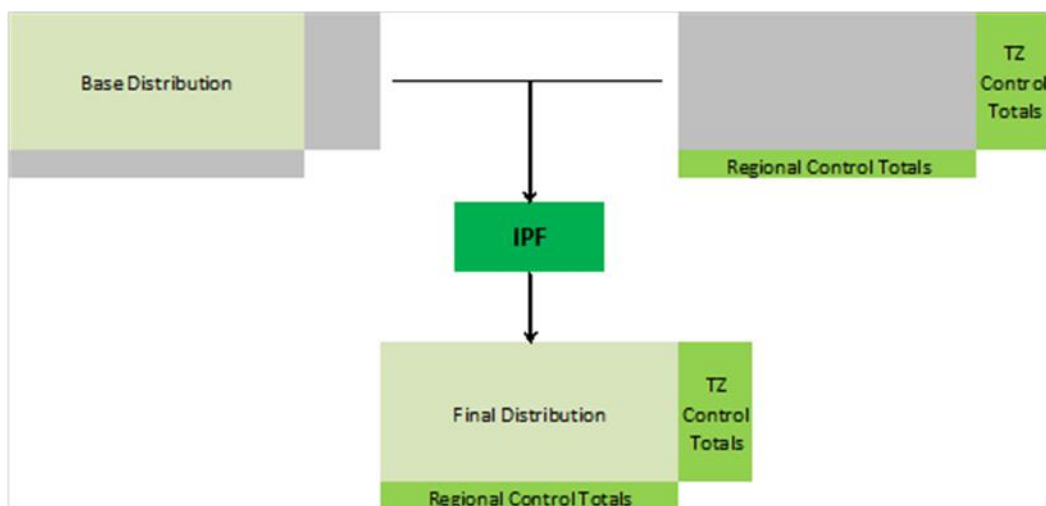 Base Distribution
TZ
Control
Totals
Regional Control Totals
IPF
Final Distribution
TZ
Control
Totals
Regional Control Totals